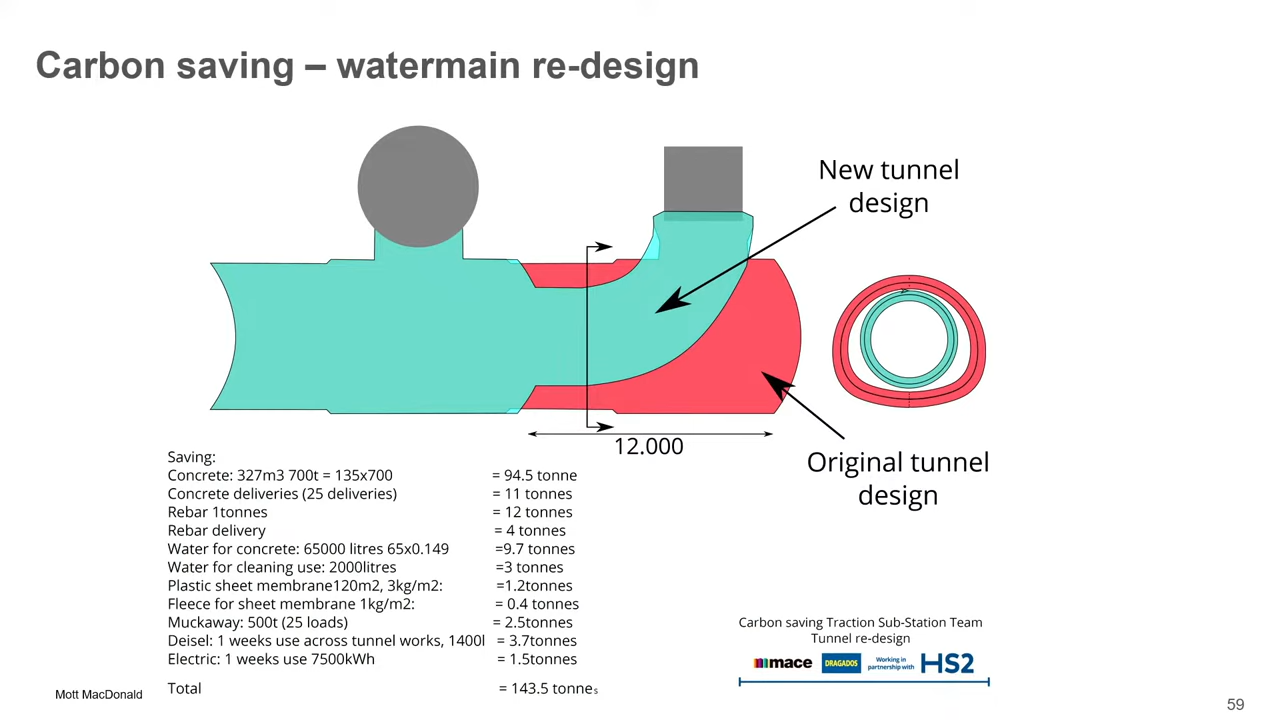 Carbon saving – watermain re-design
New tunnel
design
12.000
Original tunnel
design
Saving:
Concrete: 327m3 700t = 135x700 = 94.5 tonne
Concrete deliveries (25 deliveries) = 11 tonnes
Rebar 1tonnes = 12 tonnes
Rebar delivery = 4 tonnes
Water for concrete: 65000 litres 65x0.149 =9.7 tonnes
Water for cleaning use: 2000litres =3 tonnes
Plastic sheet membrane120m2, 3kg/m2: =1.2tonnes
Fleece for sheet membrane 1kg/m2: = 0.4 tonnes
Muckaway: 500t (25 loads) = 2.5tonnes
Deisel: 1 weeks use across tunnel works, 1400l = 3.7tonnes
Electric: 1 weeks use 7500kWh = 1.5tonnes
Total = 143.5 tonnes
Carbon saving Traction Sub-Station Team
Tunnel re-design
mace DRAGADOS Working in partnership with HS2
Mott MacDonald
59